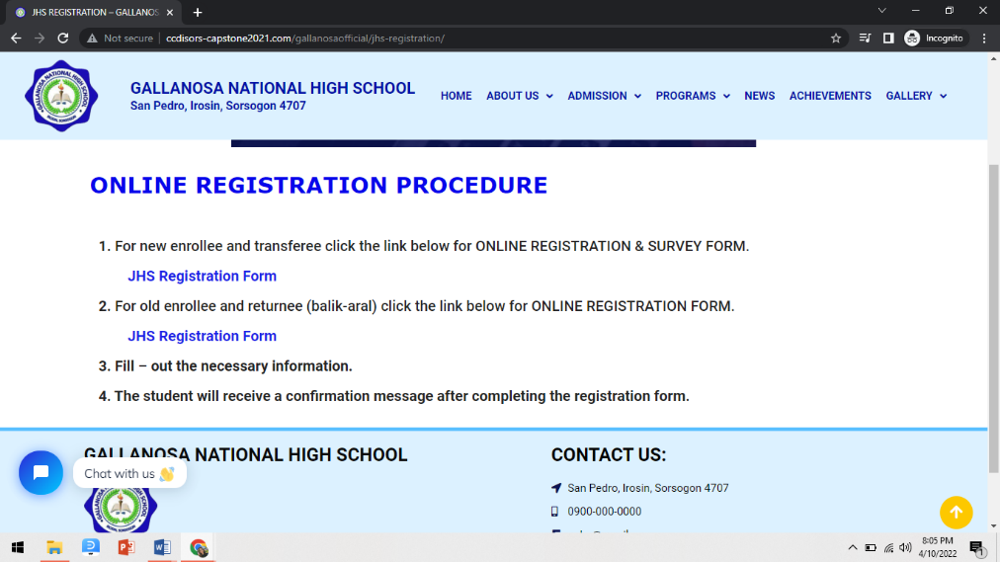 JHS REGISTRATION – GALLANOS
Not secure
ccdisors-capstone2021.com/gallanosaofficial/jhs-registration/
Incognito
GALLANOSA NATIONAL HIGH SCHOOL
San Pedro, Irosin, Sorsogon 4707
HOME ABOUT US ADMISSION PROGRAMS NEWS ACHIEVEMENTS GALLERY
ONLINE REGISTRATION PROCEDURE
1. For new enrollee and transferee click the link below for ONLINE REGISTRATION & SURVEY FORM.
JHS Registration Form
2. For old enrollee and returnee (balik-aral) click the link below for ONLINE REGISTRATION FORM.
JHS Registration Form
3. Fill – out the necessary information.
4. The student will receive a confirmation message after completing the registration form.
GALLANOSA NATIONAL HIGH SCHOOL
Chat with us 👋
CONTACT US:
San Pedro, Irosin, Sorsogon 4707
0900-000-0000
8:05 PM
4/10/2022
1